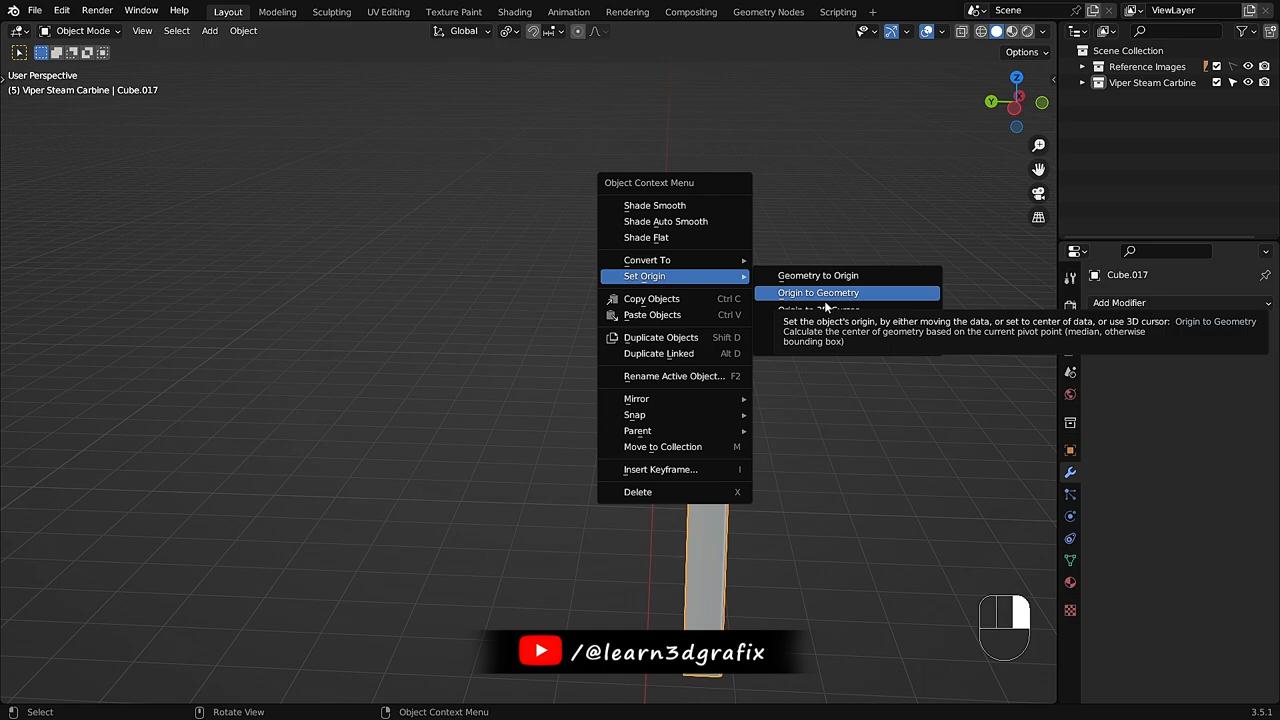 File Edit Render Window Help
Layout Modeling Sculpting UV Editing Texture Paint Shading Animation Rendering Compositing Geometry Nodes Scripting
Scene
ViewLayer
Object Mode View Select Add Object
Global
Options
User Perspective
(5) Viper Steam Carbine | Cube.017
Z
Y
X
Scene Collection
Reference Images
Viper Steam Carbine
Object Context Menu
Shade Smooth
Shade Auto Smooth
Shade Flat
Convert To
Set Origin
Copy Objects Ctrl C
Paste Objects Ctrl V
Duplicate Objects Shift D
Duplicate Linked Alt D
Rename Active Object... F2
Mirror
Snap
Parent
Move to Collection M
Insert Keyframe... I
Delete X
Geometry to Origin
Origin to Geometry
Origin to 3D Cursor
Set the object's origin, by either moving the data, or set to center of data, or use 3D cursor: Origin to Geometry
Calculate the center of geometry based on the current pivot point (median, otherwise
bounding box)
Cube.017
Add Modifier
/@learn3dgrafix
Select Rotate View Object Context Menu
3.5.1